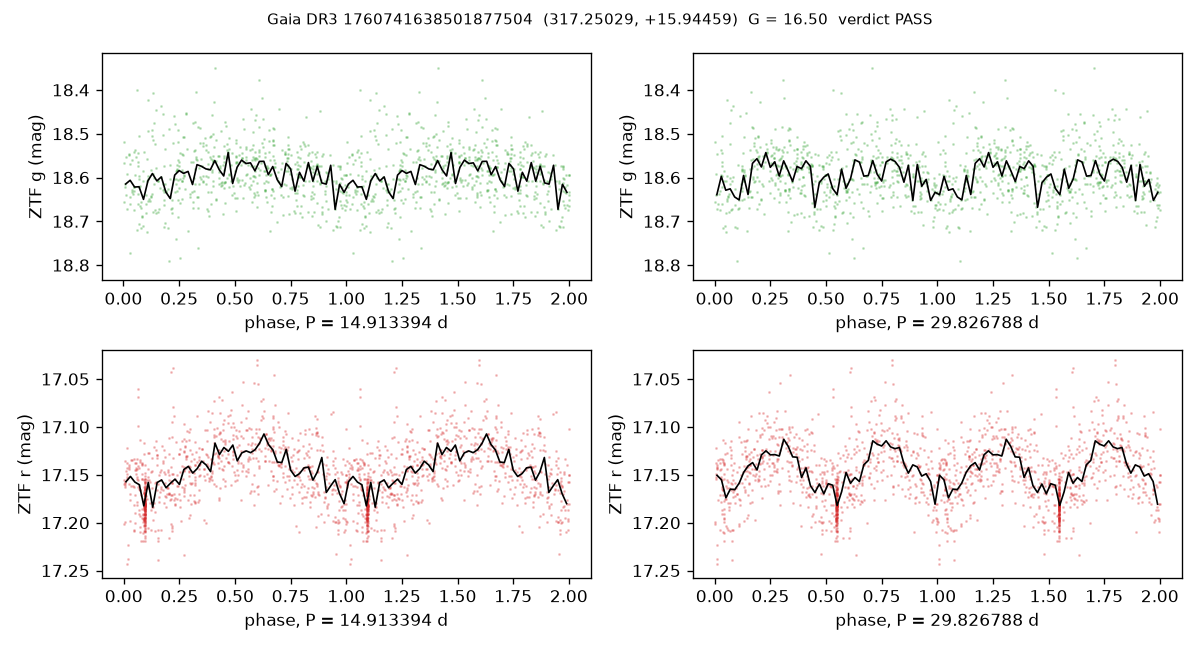 Gaia DR3 1760741638501877504  (317.25029, +15.94459)  G = 16.50  verdict PASS
ZTF g (mag)
18.4
18.5
18.6
18.7
18.8
0.00 0.25 0.50 0.75 1.00 1.25 1.50 1.75 2.00
phase, P = 14.913394 d
ZTF g (mag)
18.4
18.5
18.6
18.7
18.8
0.00 0.25 0.50 0.75 1.00 1.25 1.50 1.75 2.00
phase, P = 29.826788 d
ZTF r (mag)
17.05
17.10
17.15
17.20
17.25
0.00 0.25 0.50 0.75 1.00 1.25 1.50 1.75 2.00
phase, P = 14.913394 d
ZTF r (mag)
17.05
17.10
17.15
17.20
17.25
0.00 0.25 0.50 0.75 1.00 1.25 1.50 1.75 2.00
phase, P = 29.826788 d